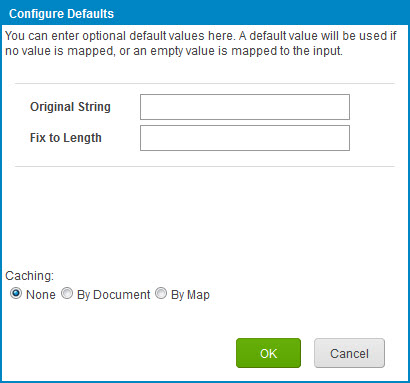 Configure Defaults
You can enter optional default values here. A default value will be used if
no value is mapped, or an empty value is mapped to the input.
Original String
Fix to Length
Caching:
None By Document By Map
OK Cancel